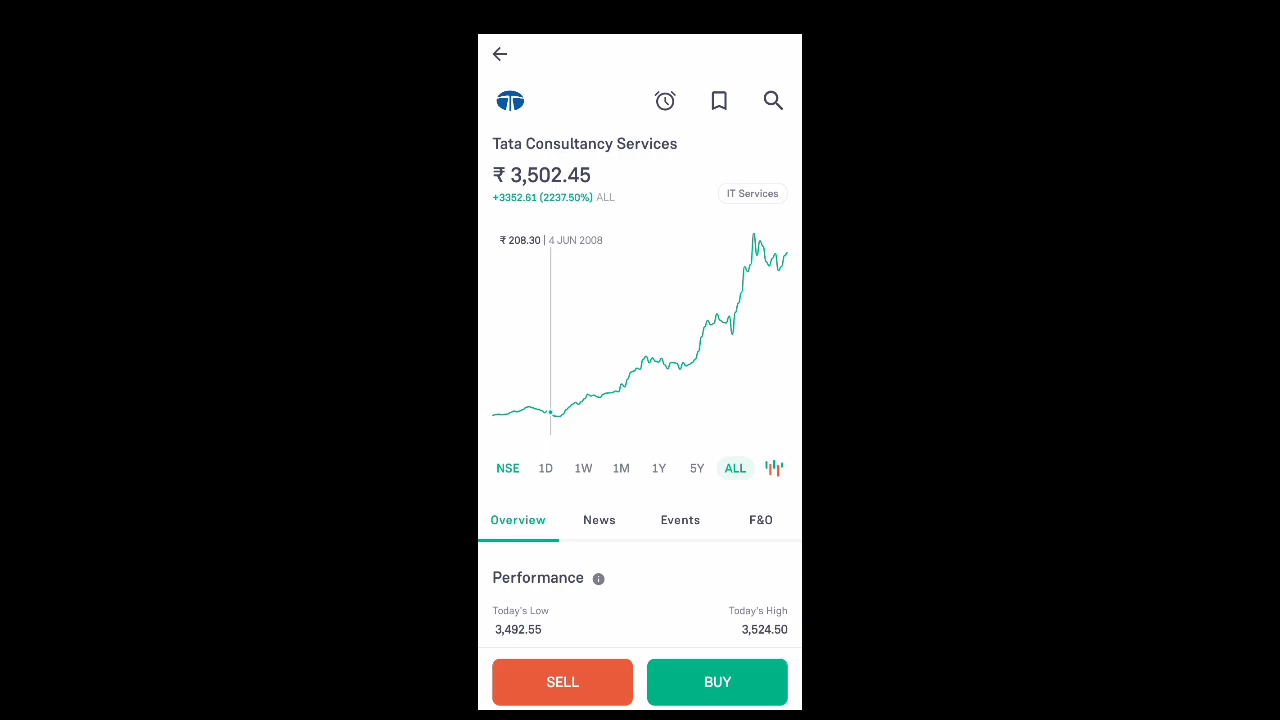 Tata Consultancy Services
₹ 3,502.45
+3352.61 (2237.50%) ALL
IT Services
₹ 208.30 | 4 JUN 2008
NSE 1D 1W 1M 1Y 5Y ALL
Overview News Events F&O
Performance
Today's Low Today's High
3,492.55 3,524.50
SELL BUY